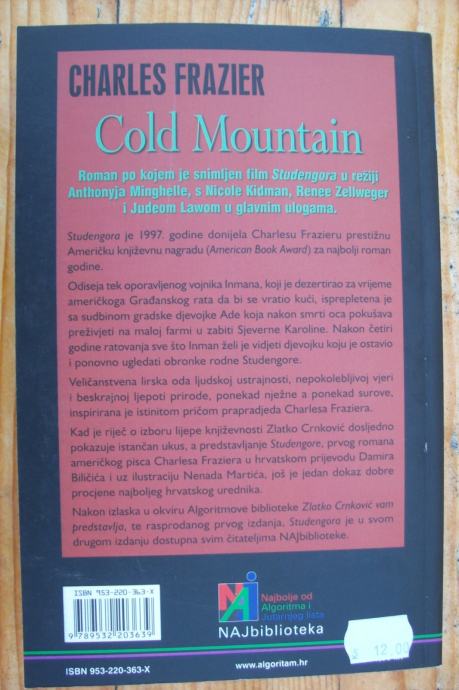 CHARLES FRAZIER
Cold Mountain
Roman po kojem je snimljen film Studengora u režiji
Anthonyja Minghelle, s Nicole Kidman, Renee Zellweger
i Judeom Lawom u glavnim ulogama.
Studengora je 1997. godine donijela Charlesu Frazieru prestižnu
Američku književnu nagradu (American Book Award) za najbolji roman
godine.
Odiseja tek oporavljenog vojnika Inmana, koji je dezertirao za vrijeme
američkoga Građanskog rata da bi se vratio kući, isprepletena je
sa sudbinom gradske djevojke Ade koja nakon smrti oca pokušava
preživjeti na maloj farmi u zabiti Sjeverne Karoline. Nakon četiri
godine ratovanja sve što Inman želi je vidjeti djevojku koju je ostavio
i ponovno ugledati obronke rodne Studengore.
Veličanstvena lirska oda ljudskoj ustrajnosti, nepokolebljivoj vjeri
i beskrajnoj ljepoti prirode, ponekad nježne a ponekad surove,
inspirirana je istinitom pričom prapradjeda Charlesa Fraziera.
Kad je riječ o izboru lijepe književnosti Zlatko Crnković dosljedno
pokazuje istančan ukus, a predstavljanje Studengore, prvog romana
američkog pisca Charlesa Fraziera u hrvatskom prijevodu Damira
Biličića i uz ilustraciju Nenada Martića, još je jedan dokaz dobre
procjene najboljeg hrvatskog urednika.
Nakon izlaska u okviru Algoritmove biblioteke Zlatko Crnković vam
predstavlja, te rasprodanog prvog izdanja, Studengora je u svom
drugom izdanju dostupna svim čitateljima NAJbiblioteke.
ISBN 953-220-363-X
9 789532 203639
NAJ
Najbolje od
Algoritma i
Jutarnjeg lista
NAJbiblioteka
12,00
ISBN 953-220-363-X
www.algoritam.hr